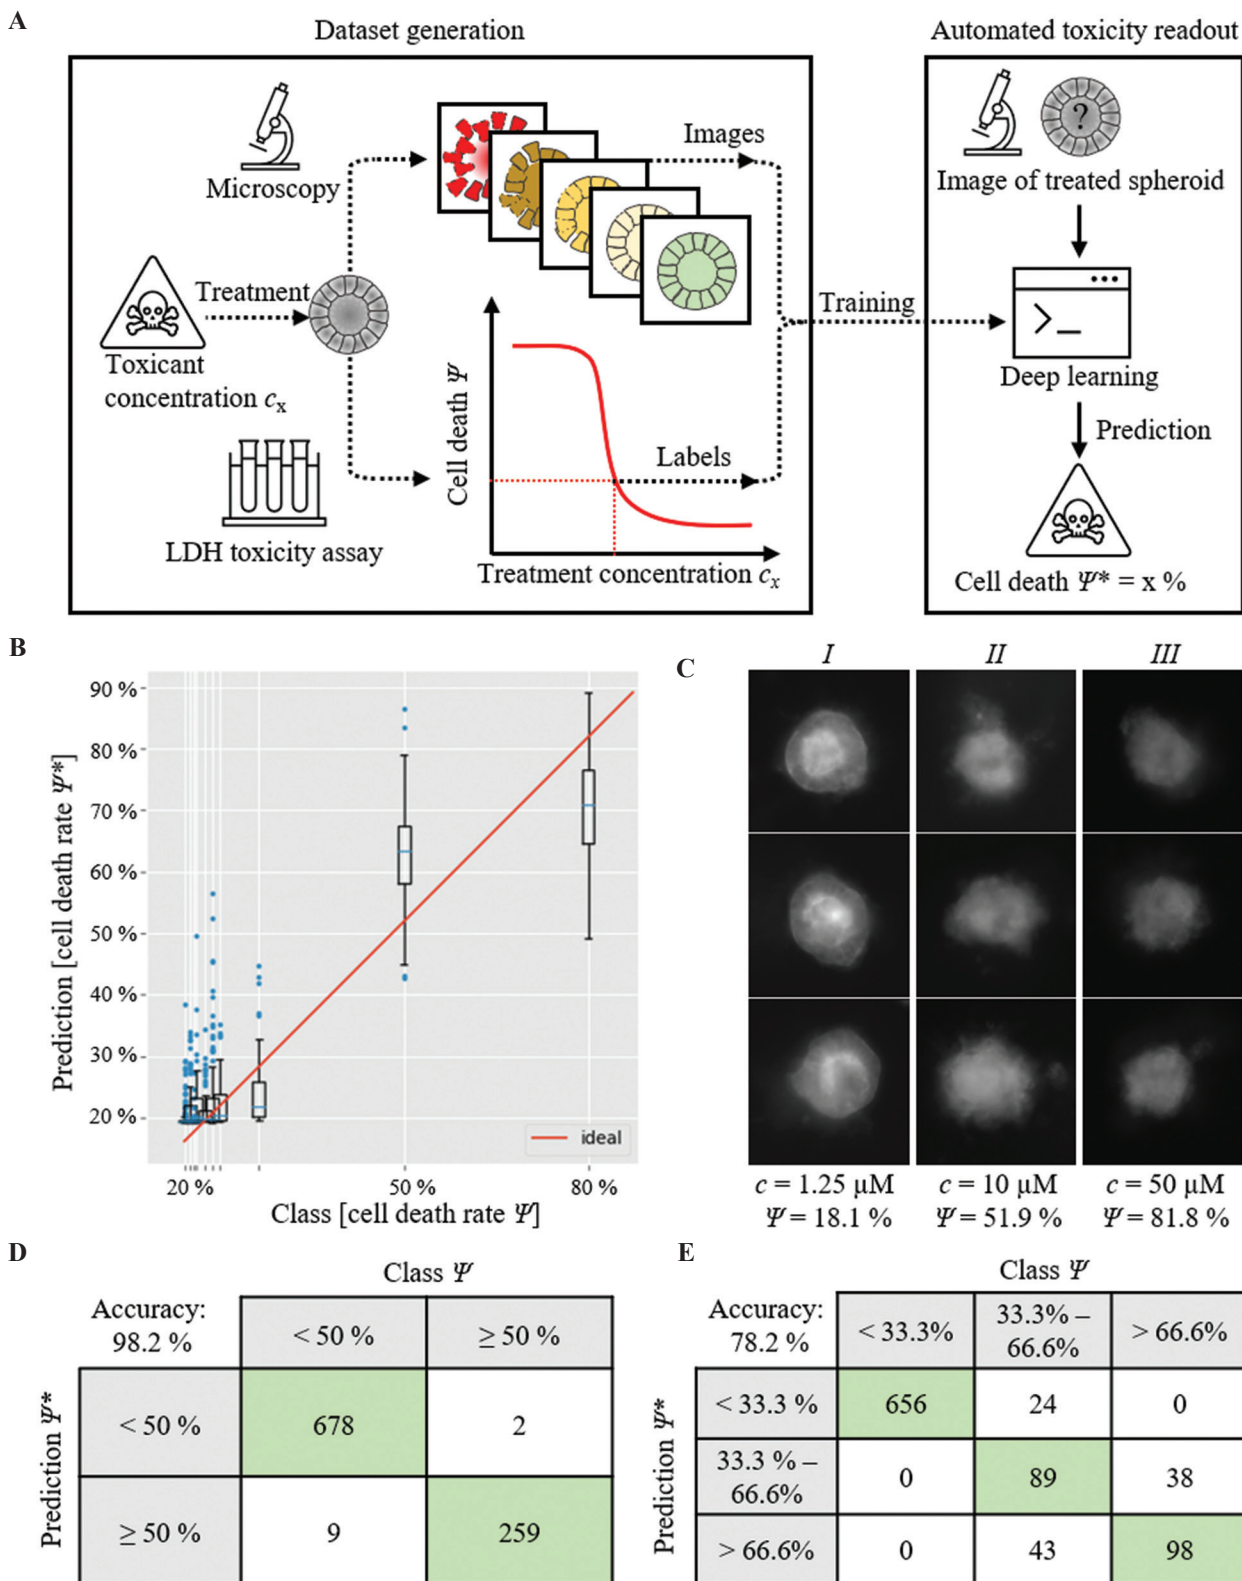 A
Dataset generation
Automated toxicity readout
Microscopy
Images
?
Image of treated spheroid
Treatment
Toxicant
concentration cx
Training
>_
Deep learning
Cell death Ψ
Labels
Prediction
LDH toxicity assay
Treatment concentration cx
Cell death Ψ* = x %
B
Prediction [cell death rate Ψ*]
90 %
80 %
70 %
60 %
50 %
40 %
30 %
20 %
ideal
20 %
50 %
80 %
Class [cell death rate Ψ]
C
I
II
III
c = 1.25 µM
Ψ = 18.1 %
c = 10 µM
Ψ = 51.9 %
c = 50 µM
Ψ = 81.8 %
D
Class Ψ
Accuracy:
98.2 %
< 50 %
≥ 50 %
Prediction Ψ*
< 50 %
678
2
≥ 50 %
9
259
E
Class Ψ
Accuracy:
78.2 %
< 33.3%
33.3% –
66.6%
> 66.6%
Prediction Ψ*
< 33.3 %
656
24
0
33.3 % –
66.6%
0
89
38
> 66.6%
0
43
98